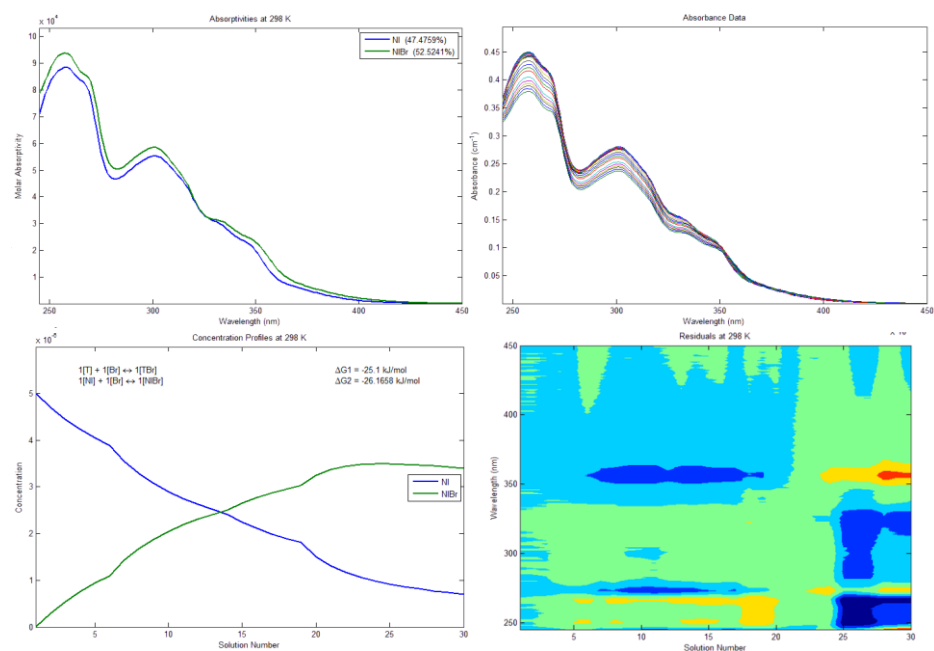 Absorptivities at 298 K
x 10⁴
Molar Absorptivity
10
9
8
7
6
5
4
3
2
1
NI (47.4759%)
NIBr (52.5241%)
250
300
350
400
450
Wavelength (nm)
Absorbance Data
Absorbance (cm⁻¹)
0.45
0.4
0.35
0.3
0.25
0.2
0.15
0.1
0.05
250
300
350
400
450
Wavelength (nm)
Concentration Profiles at 298 K
Concentration
5
4
3
2
1
0
1[T] + 1[Br] ↔ 1[TBr]
1[NI] + 1[Br] ↔ 1[NIBr]
ΔG1 = -25.1 kJ/mol
ΔG2 = -26.1658 kJ/mol
NI
NIBr
5
10
15
20
25
30
Solution Number
Residuals at 298 K
Wavelength (nm)
450
400
350
300
250
5
10
15
20
25
30
Solution Number